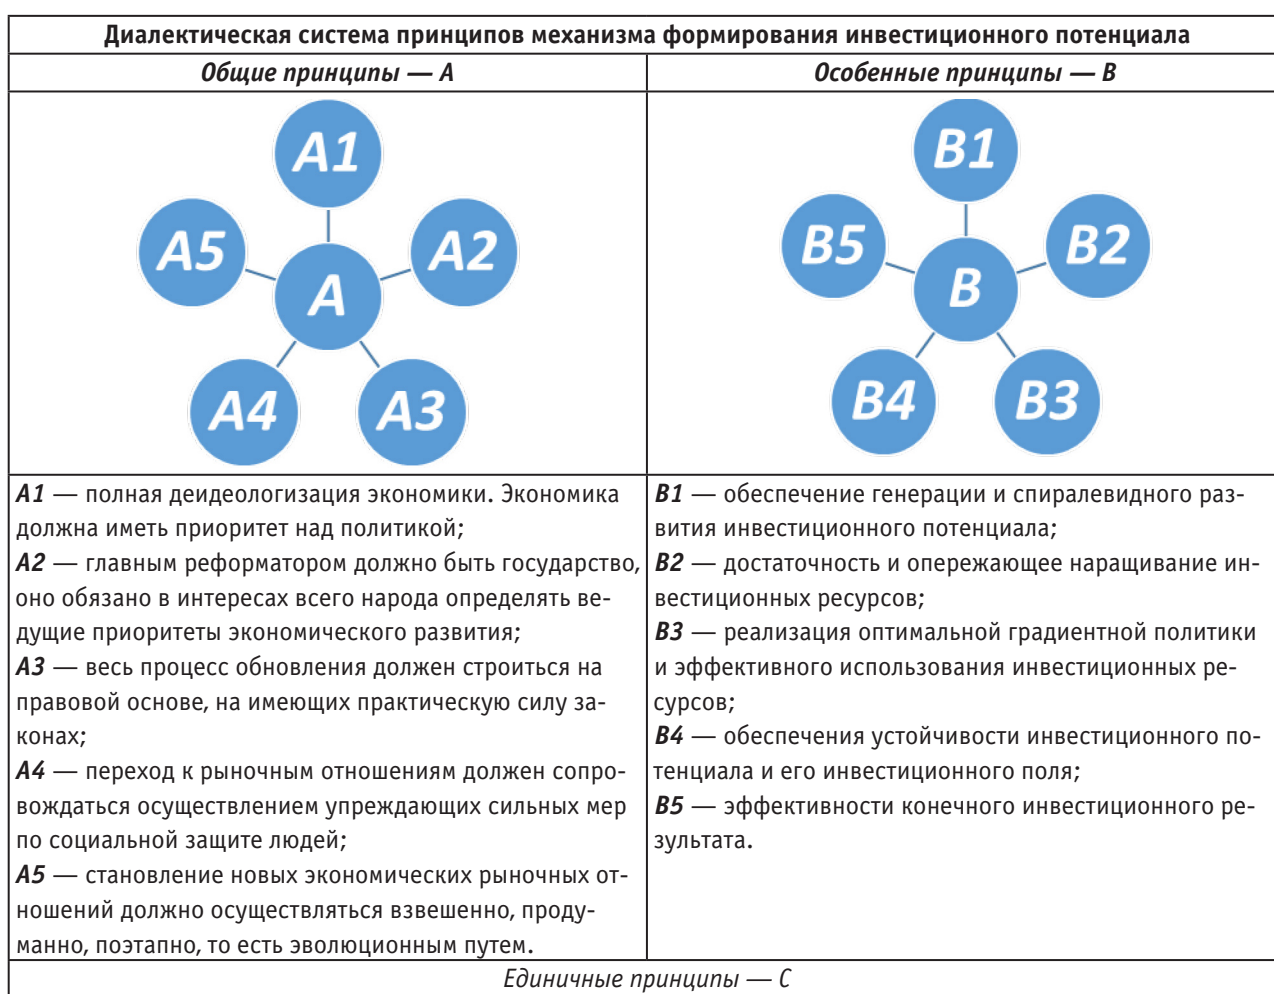 Диалектическая система принципов механизма формирования инвестиционного потенциала
Общие принципы — А
Особенные принципы — В
А1
А5
А2
А
А4
А3
В1
В5
В2
В
В4
В3
А1 — полная деидеологизация экономики. Экономика
должна иметь приоритет над политикой;
А2 — главным реформатором должно быть государство,
оно обязано в интересах всего народа определять ве-
дущие приоритеты экономического развития;
А3 — весь процесс обновления должен строиться на
правовой основе, на имеющих практическую силу за-
конах;
А4 — переход к рыночным отношениям должен сопро-
вождаться осуществлением упреждающих сильных мер
по социальной защите людей;
А5 — становление новых экономических рыночных от-
ношений должно осуществляться взвешенно, проду-
манно, поэтапно, то есть эволюционным путем.
В1 — обеспечение генерации и спиралевидного раз-
вития инвестиционного потенциала;
В2 — достаточность и опережающее наращивание ин-
вестиционных ресурсов;
В3 — реализация оптимальной градиентной политики
и эффективного использования инвестиционных ре-
сурсов;
В4 — обеспечения устойчивости инвестиционного по-
тенциала и его инвестиционного поля;
В5 — эффективности конечного инвестиционного ре-
зультата.
Единичные принципы — С